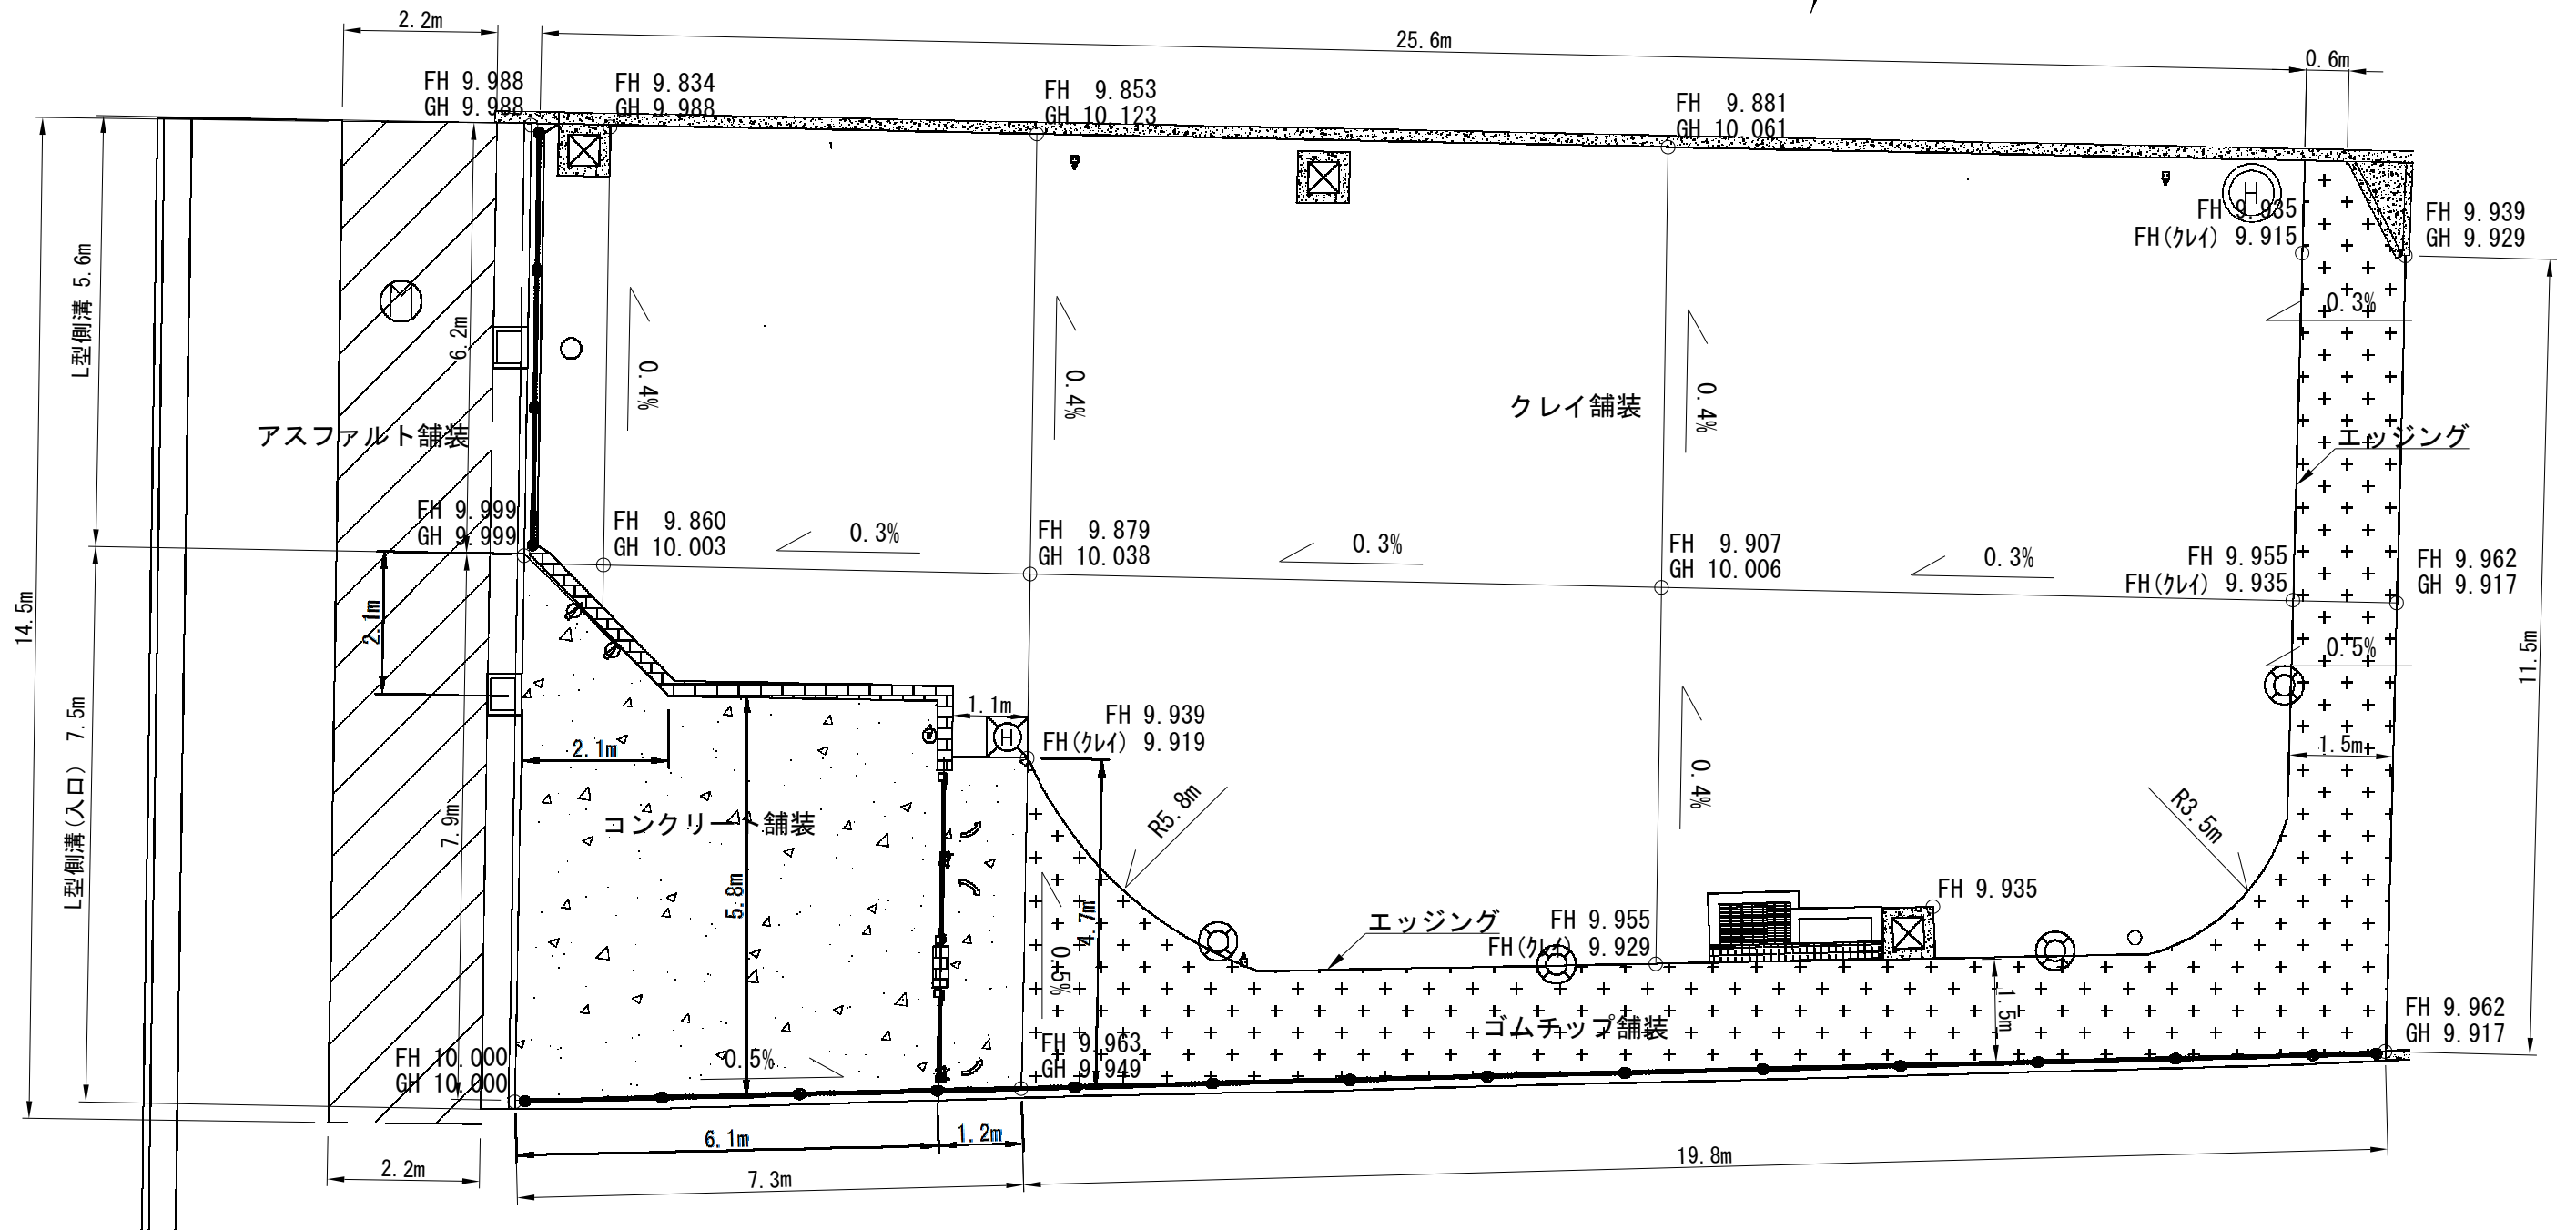 2.2m
25.6m
0.6m
FH 9.988
GH 9.988
FH 9.834
GH 9.988
FH 9.853
GH 10.123
FH 9.881
GH 10.061
H
FH 9.935
FH(クレイ) 9.915
FH 9.939
GH 9.929
L型側溝 5.6m
M
6.2m
0.4%
0.4%
0.4%
0.3%
クレイ舗装
アスファルト舗装
エッジング
FH 9.999
GH 9.999
FH 9.860
GH 10.003
0.3%
FH 9.879
GH 10.038
0.3%
FH 9.907
GH 10.006
0.3%
FH 9.955
FH(クレイ) 9.935
FH 9.962
GH 9.917
14.5m
2.1m
0.5%
11.5m
1.1m
H
FH 9.939
FH(クレイ) 9.919
2.1m
1.5m
0.4%
R5.8m
R3.5m
L型側溝(入口) 7.5m
7.9m
コンクリート舗装
5.8m
4.7m
0.5%
エッジング
FH 9.955
FH(クレイ) 9.929
FH 9.935
1.5m
ゴムチップ舗装
FH 10.000
GH 10.000
0.5%
FH 9.963
GH 9.949
FH 9.962
GH 9.917
6.1m
1.2m
2.2m
7.3m
19.8m